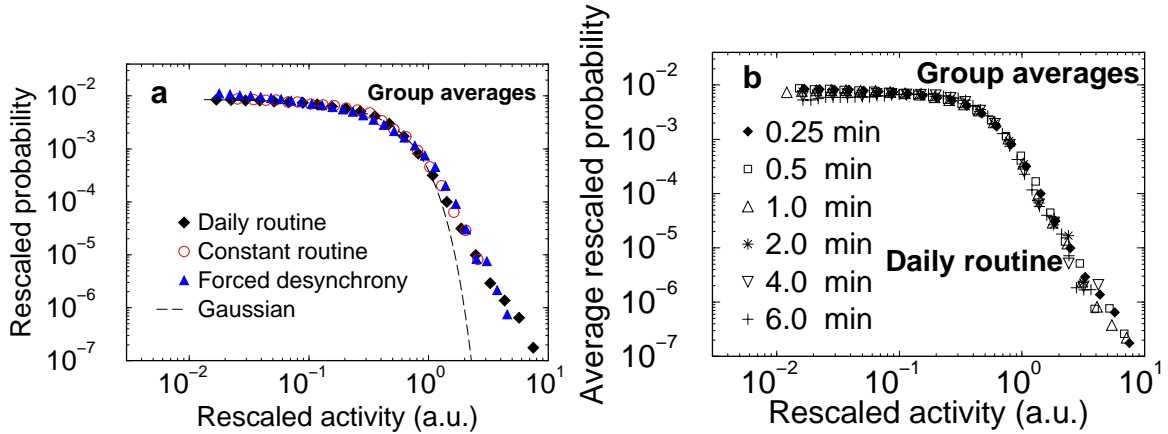 Rescaled probability
10^-2
10^-3
10^-4
10^-5
10^-6
10^-7
a
Group averages
Daily routine
Constant routine
Forced desynchrony
Gaussian
10^-2 10^-1 10^0 10^1
Rescaled activity (a.u.)
Average rescaled probability
10^-2
10^-3
10^-4
10^-5
10^-6
10^-7
b
Group averages
0.25 min
0.5 min
1.0 min
2.0 min
4.0 min
6.0 min
Daily routine
10^-2 10^-1 10^0 10^1
Rescaled activity (a.u.)